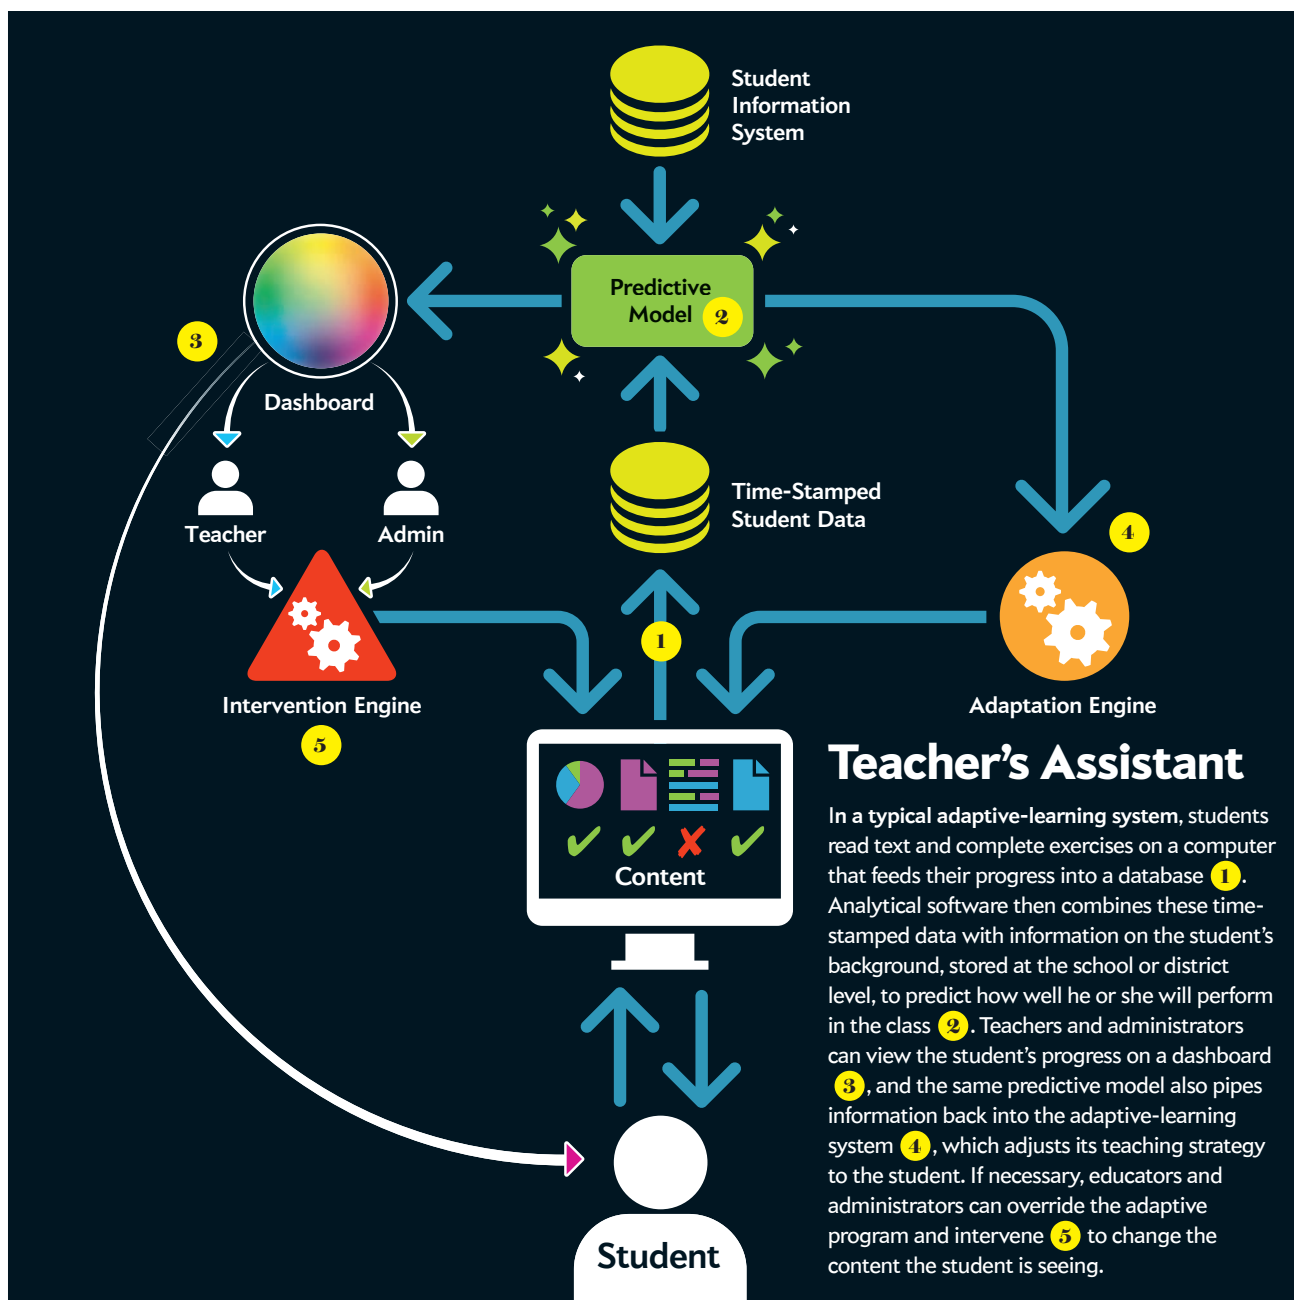 Student
Information
System
Predictive
Model 2
3
Dashboard
Time-Stamped
Student Data
Teacher
Admin
4
1
Intervention Engine
5
Adaptation Engine
Content
Teacher’s Assistant
In a typical adaptive-learning system, students
read text and complete exercises on a computer
that feeds their progress into a database 1.
Analytical software then combines these time-
stamped data with information on the student’s
background, stored at the school or district
level, to predict how well he or she will perform
in the class 2. Teachers and administrators
can view the student’s progress on a dashboard
3, and the same predictive model also pipes
information back into the adaptive-learning
system 4, which adjusts its teaching strategy
to the student. If necessary, educators and
administrators can override the adaptive
program and intervene 5 to change the
content the student is seeing.
Student